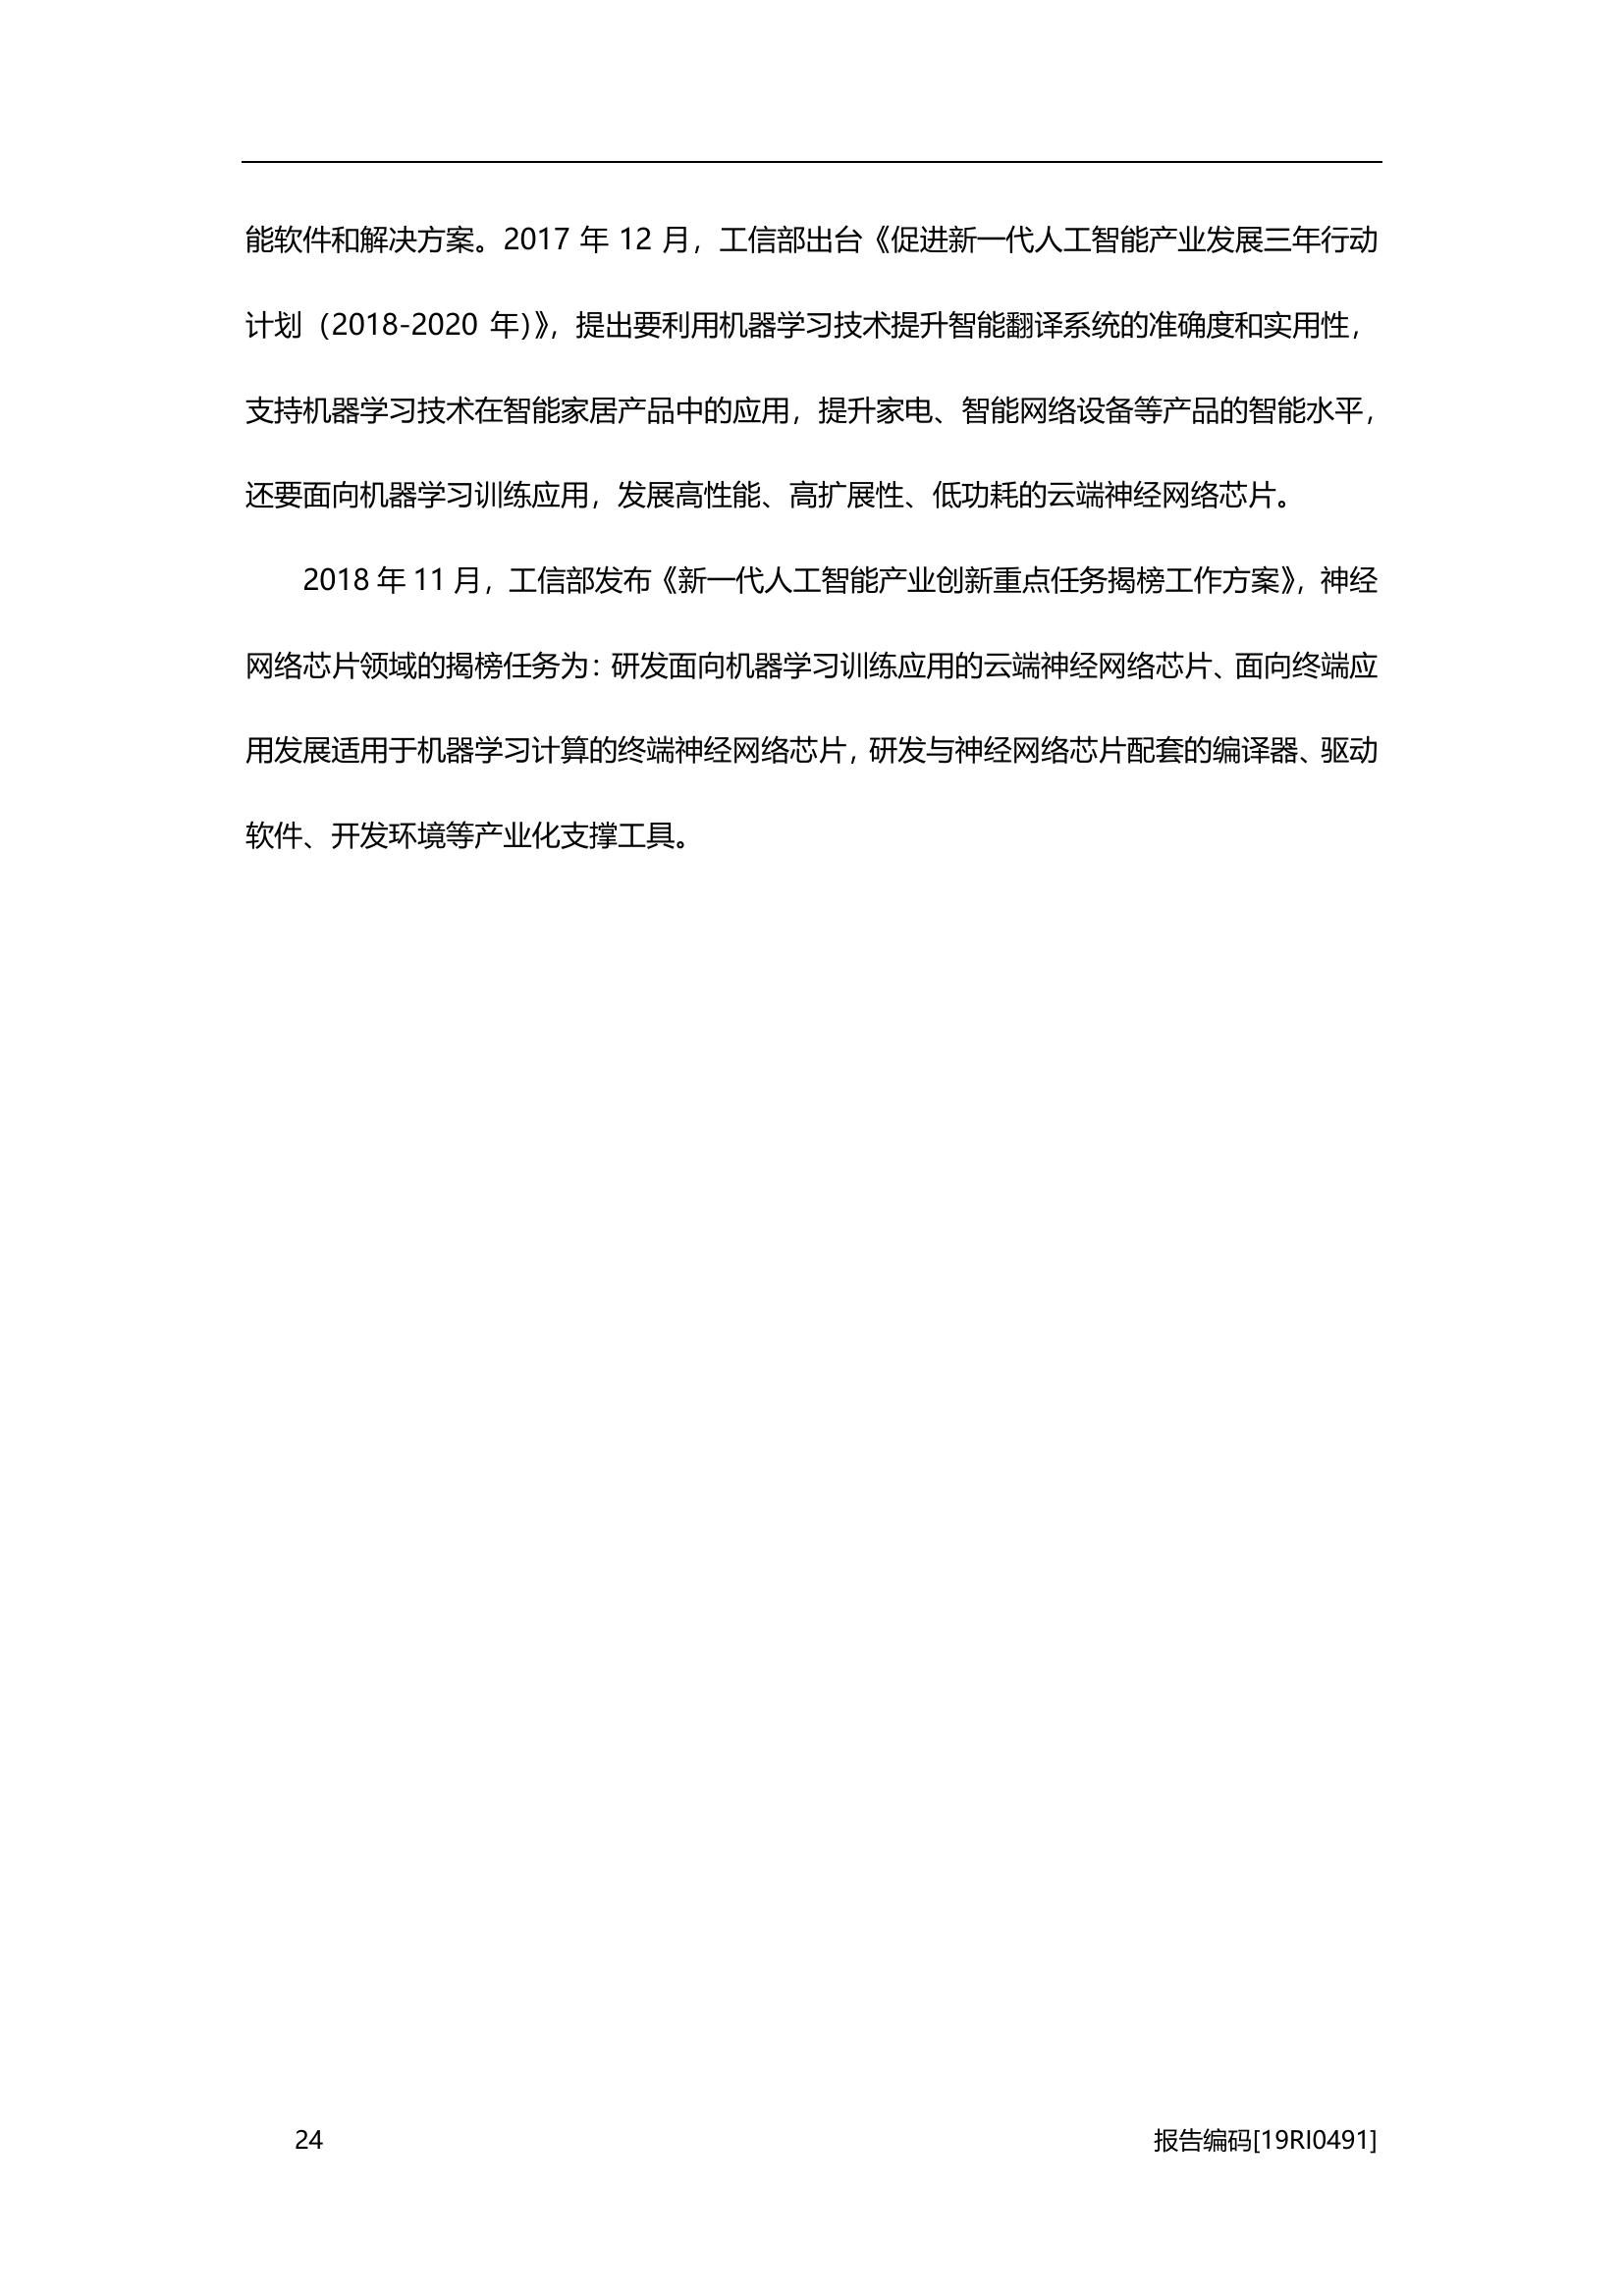 能软件和解决方案。2017 年 12 月，工信部出台《促进新一代人工智能产业发展三年行动
计划（2018-2020 年）》，提出要利用机器学习技术提升智能翻译系统的准确度和实用性，
支持机器学习技术在智能家居产品中的应用，提升家电、智能网络设备等产品的智能水平，
还要面向机器学习训练应用，发展高性能、高扩展性、低功耗的云端神经网络芯片。
2018 年 11 月，工信部发布《新一代人工智能产业创新重点任务揭榜工作方案》，神经
网络芯片领域的揭榜任务为：研发面向机器学习训练应用的云端神经网络芯片、面向终端应
用发展适用于机器学习计算的终端神经网络芯片，研发与神经网络芯片配套的编译器、驱动
软件、开发环境等产业化支撑工具。
24 报告编码[19RI0491]